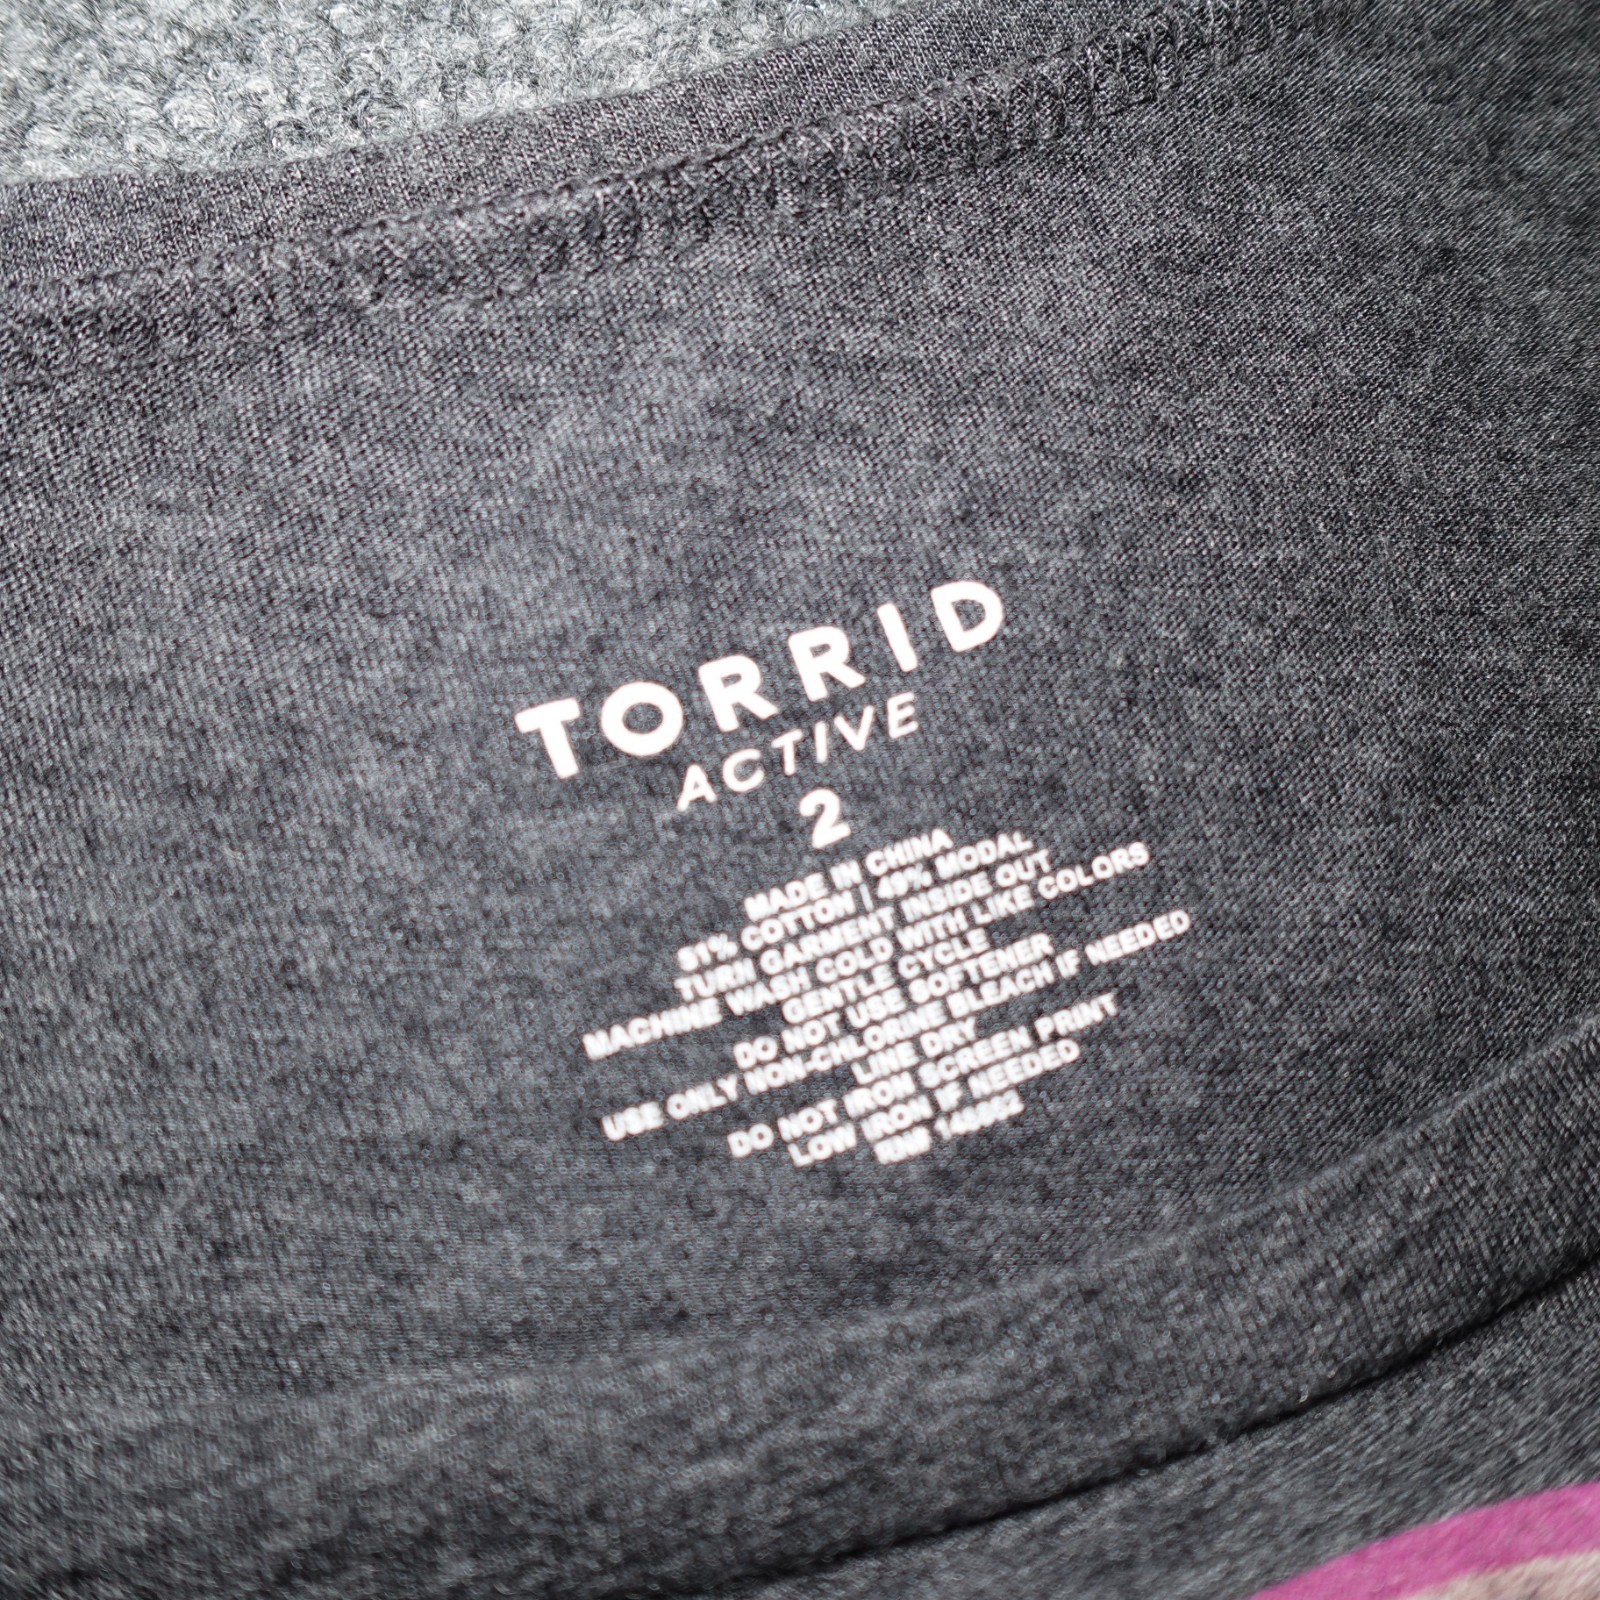 TORRID
ACTIVE
2
MADE IN CHINA
51% COTTON | 49% MODAL
TURN GARMENT INSIDE OUT
MACHINE WASH COLD WITH LIKE COLORS
GENTLE CYCLE
DO NOT USE SOFTENER
USE ONLY NON-CHLORINE BLEACH IF NEEDED
LINE DRY
DO NOT IRON SCREEN PRINT
LOW IRON IF NEEDED
RN#